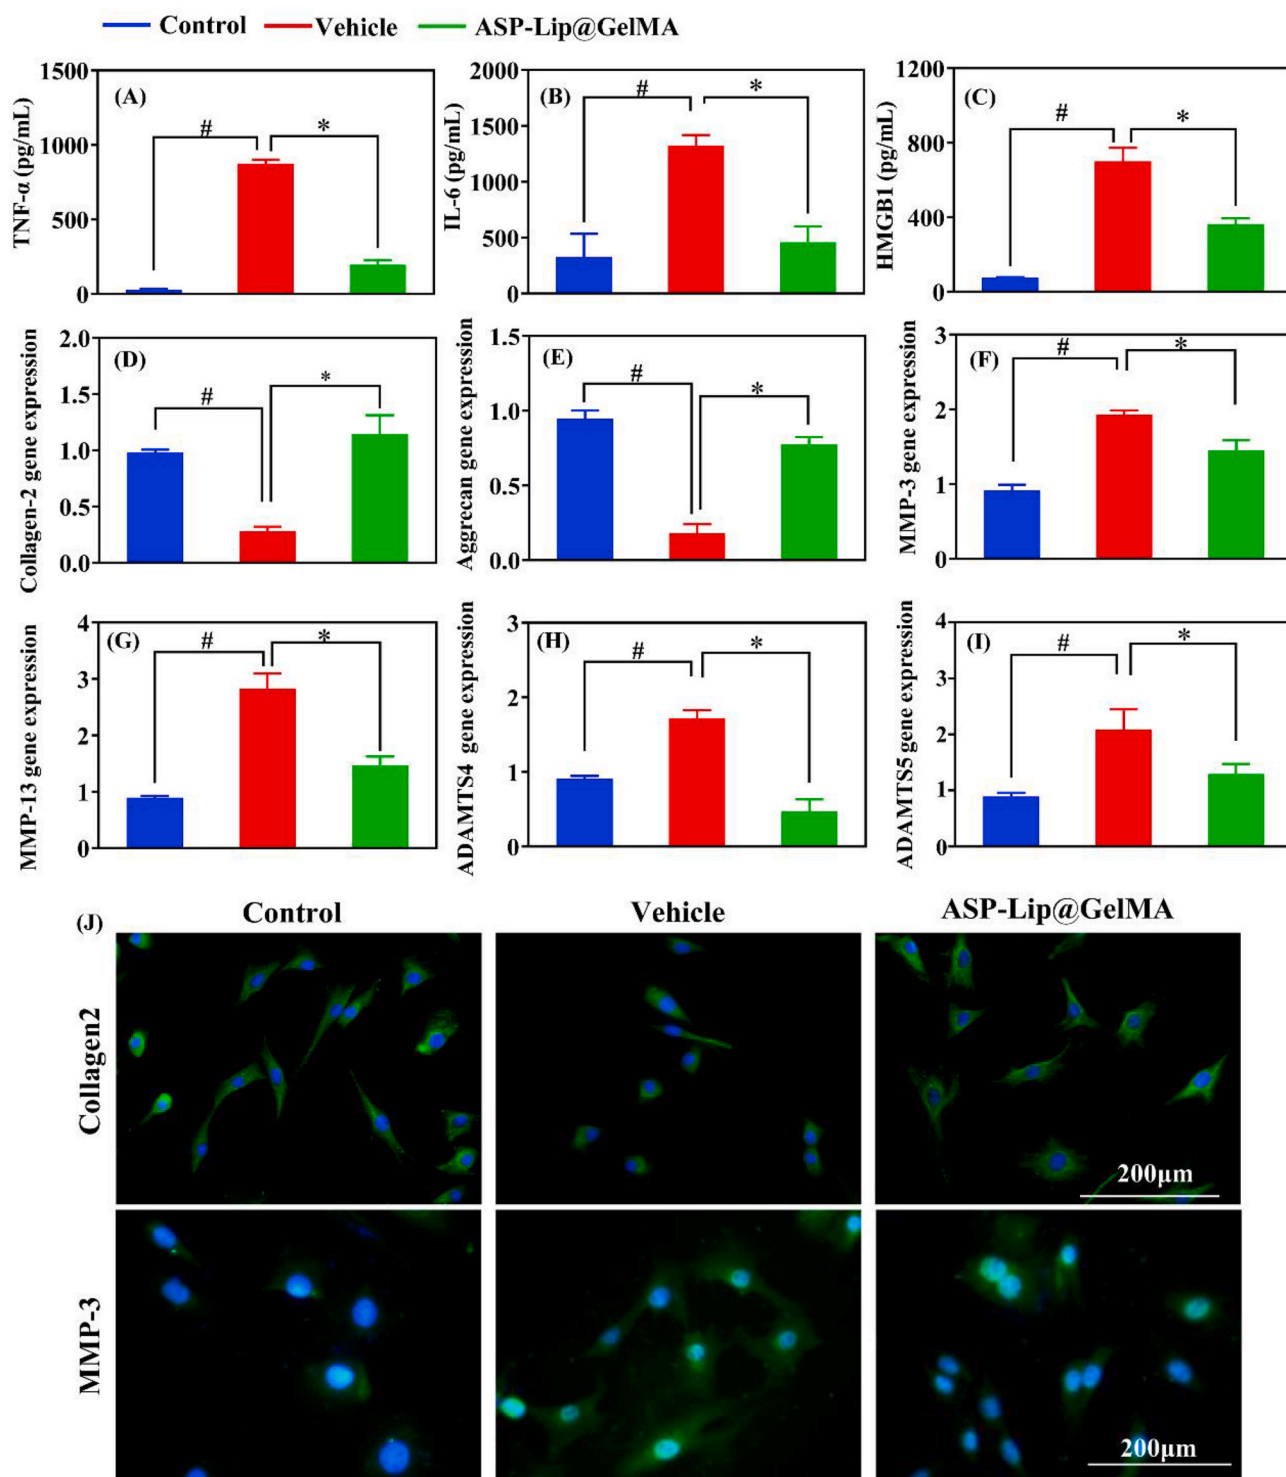 Control Vehicle ASP-Lip@GelMA
(A)
TNF-α (pg/mL)
1500
1000
500
0
# *
(B)
IL-6 (pg/mL)
2000
1500
1000
500
0
# *
(C)
HMGB1 (pg/mL)
1200
800
400
0
# *
(D)
Collagen-2 gene expression
2.0
1.5
1.0
0.5
0.0
# *
(E)
Aggrecan gene expression
1.5
1.0
0.5
0.0
# *
(F)
MMP-3 gene expression
3
2
1
0
# *
(G)
MMP-13 gene expression
4
3
2
1
0
# *
(H)
ADAMTS4 gene expression
3
2
1
0
# *
(I)
ADAMTS5 gene expression
4
3
2
1
0
# *
(J)
Control Vehicle ASP-Lip@GelMA
Collagen2
200μm
MMP-3
200μm